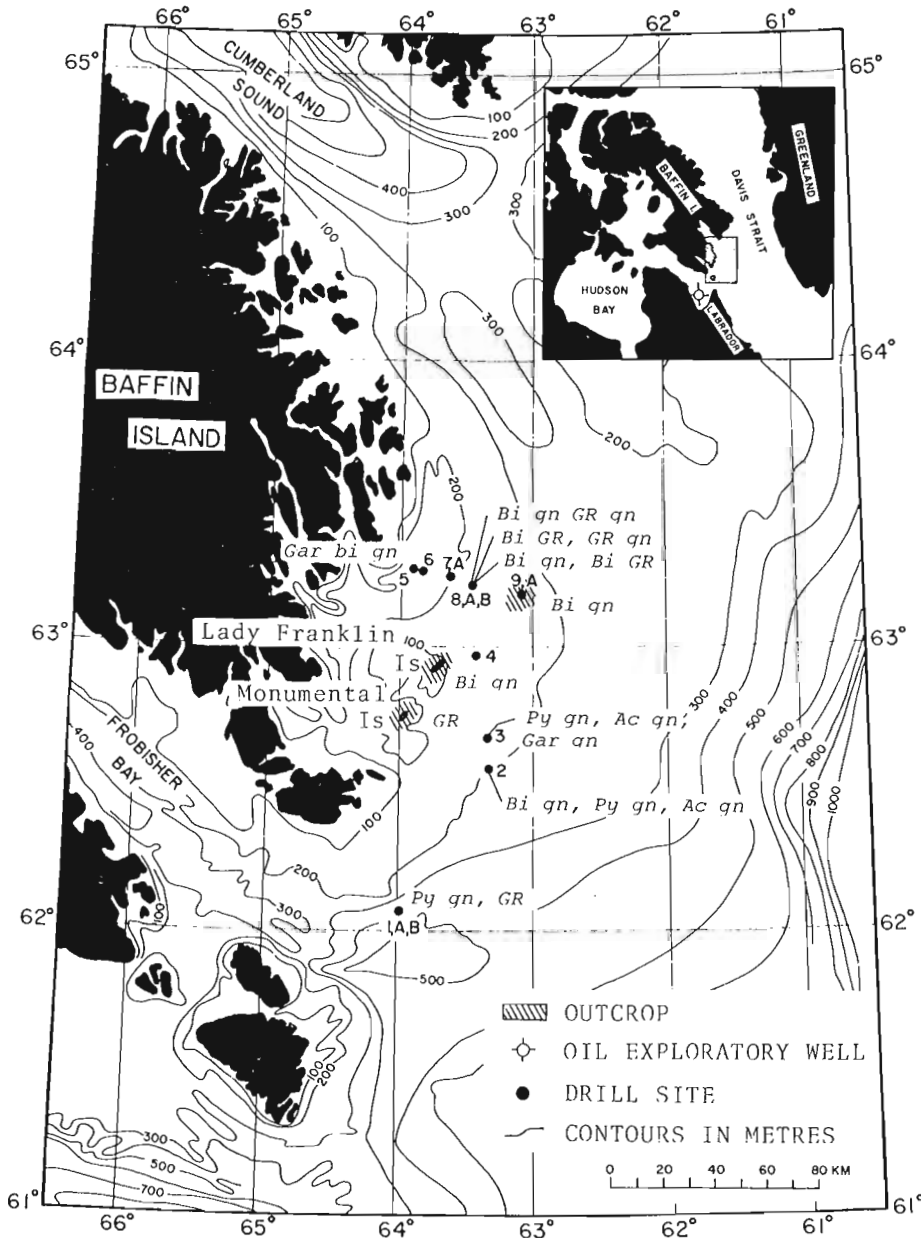 66° 65° 64° 63° 62° 61°
65° 65°
CUMBERLAND
SOUND
100
200
400
300
100
300
GREENLAND
BAFFIN I.
DAVIS STRAIT
HUDSON
BAY
LABRADOR
64° 64°
300
200
BAFFIN
ISLAND
200
Bi gn GR gn
Bi GR, GR gn
Bi gn, Bi GR
Gar bi gn
5 6 7A 8,A,B 9,A
Bi gn
63° 63°
Lady Franklin
Is
100
4
Bi gn
Monumental
Is
GR
3
Py gn, Ac gn,
Gar gn
2
Bi gn, Py gn, Ac gn
300
400
500
600
700
800
900
1000
FROBISHER
BAY
400
100
200
300
100
62° 62°
Py gn, GR
1A,B
500
100
200
300
500
700
OUTCROP
OIL EXPLORATORY WELL
DRILL SITE
CONTOURS IN METRES
0 20 40 60 80 KM
61° 61°
66° 65° 64° 63° 62° 61°